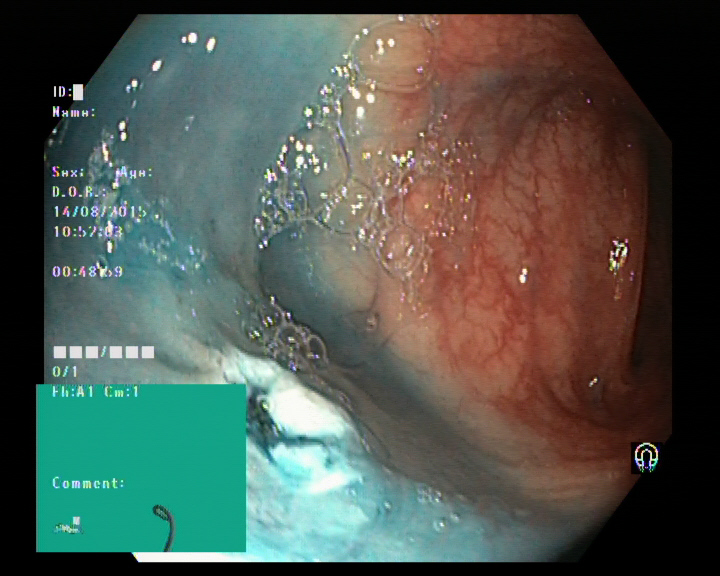 ID:
Name:
Sex: Age:
D.O.B.:
14/08/2015
10:52:03
00:48:59
/
0/1
Eh:A1 Cm:1
Comment: